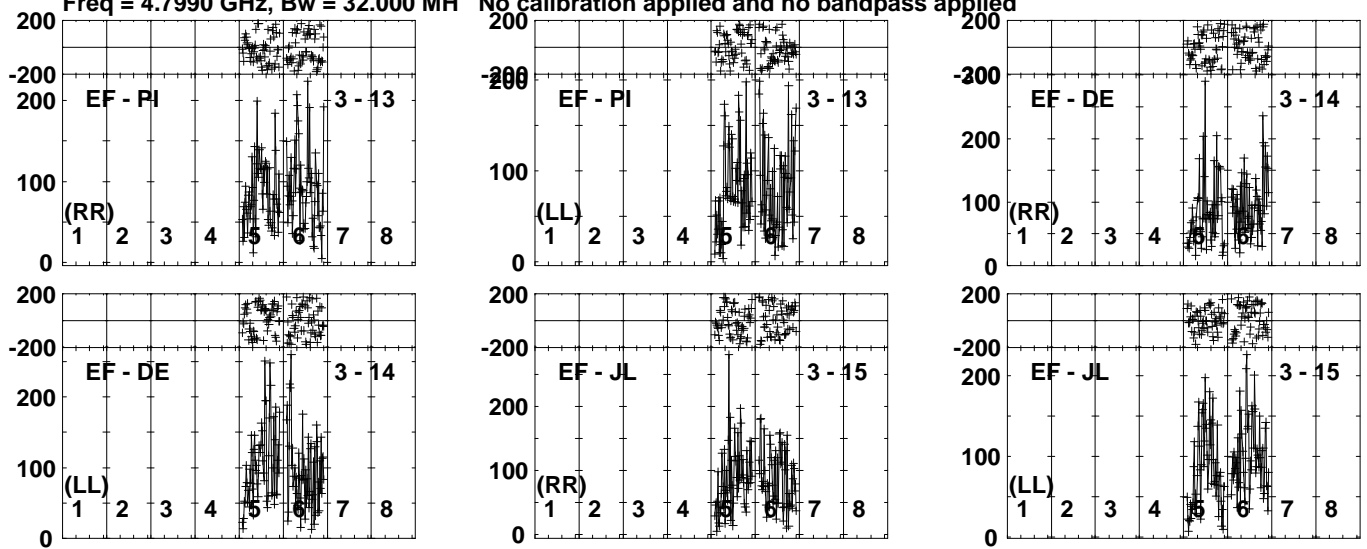 Freq = 4.7990 GHz, Bw = 32.000 MH No calibration applied and no bandpass applied
200
-200
200
EF - PI 3 - 13
100
(RR)
1 2 3 4 5 6 7 8
0
200
-200
200
EF - PI 3 - 13
100
(LL)
1 2 3 4 5 6 7 8
0
200
-200
300
EF - DE 3 - 14
200
100
(RR)
1 2 3 4 5 6 7 8
0
200
-200
EF - DE 3 - 14
200
100
(LL)
1 2 3 4 5 6 7 8
0
200
-200
EF - JL 3 - 15
200
100
(RR)
1 2 3 4 5 6 7 8
0
200
-200
200
EF - JL 3 - 15
100
(LL)
1 2 3 4 5 6 7 8
0